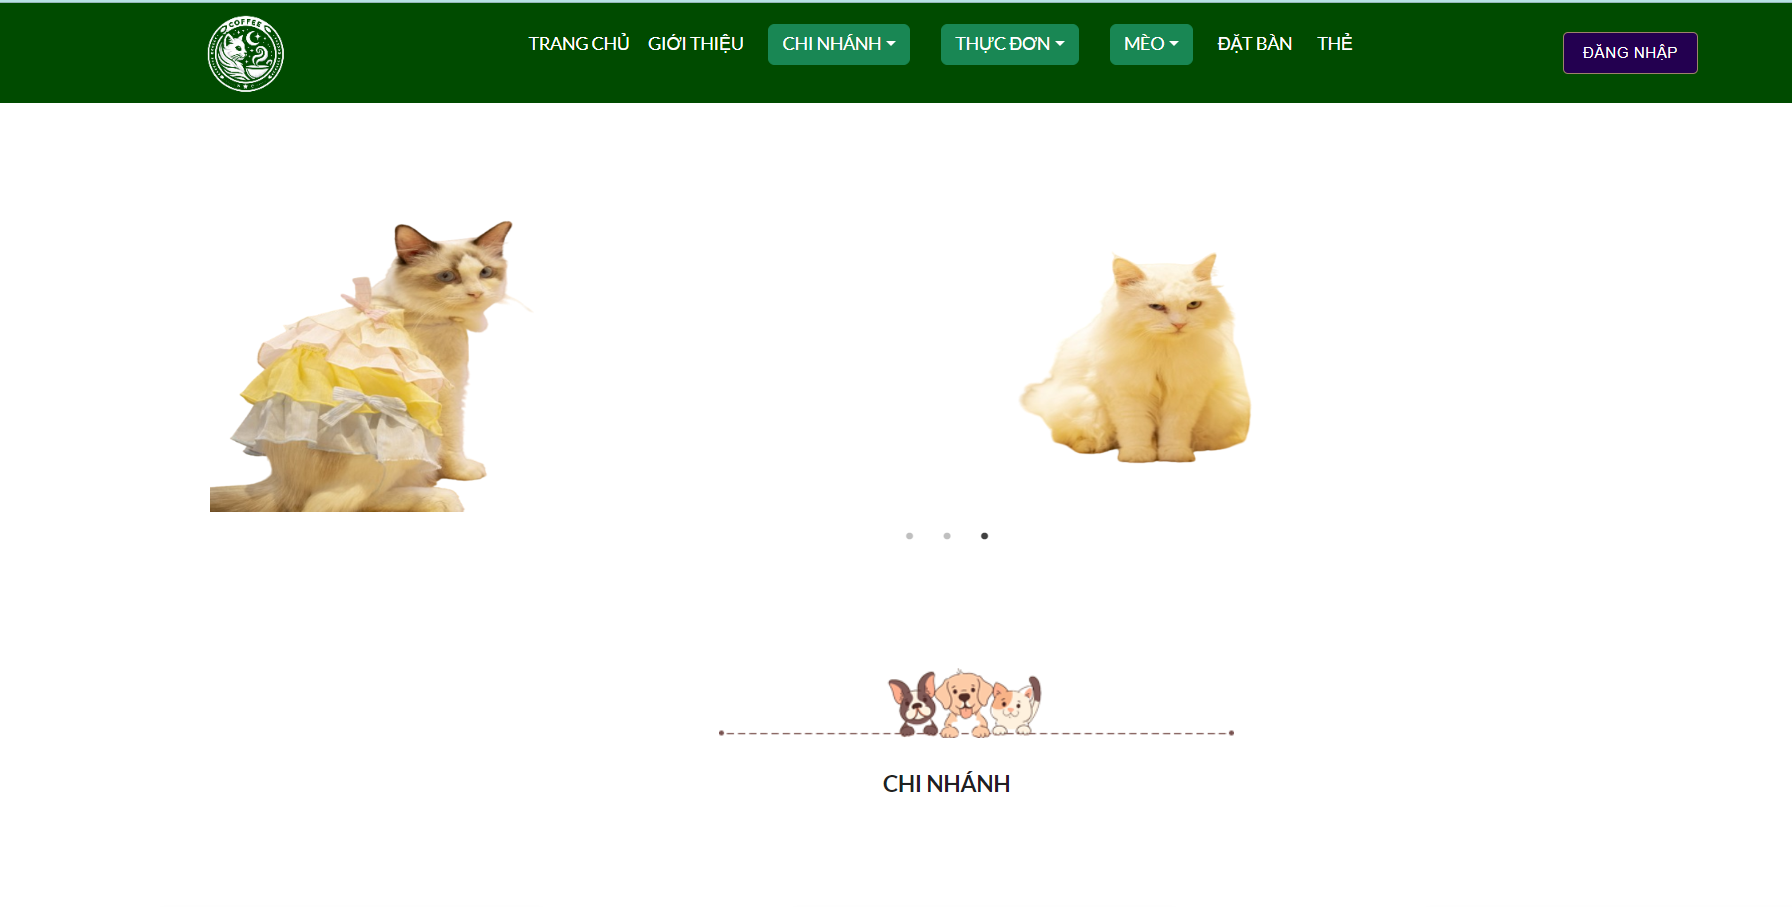 COFFEE
TRANG CHỦ GIỚI THIỆU CHI NHÁNH THỰC ĐƠN MÈO ĐẶT BÀN THẺ
ĐĂNG NHẬP
CHI NHÁNH